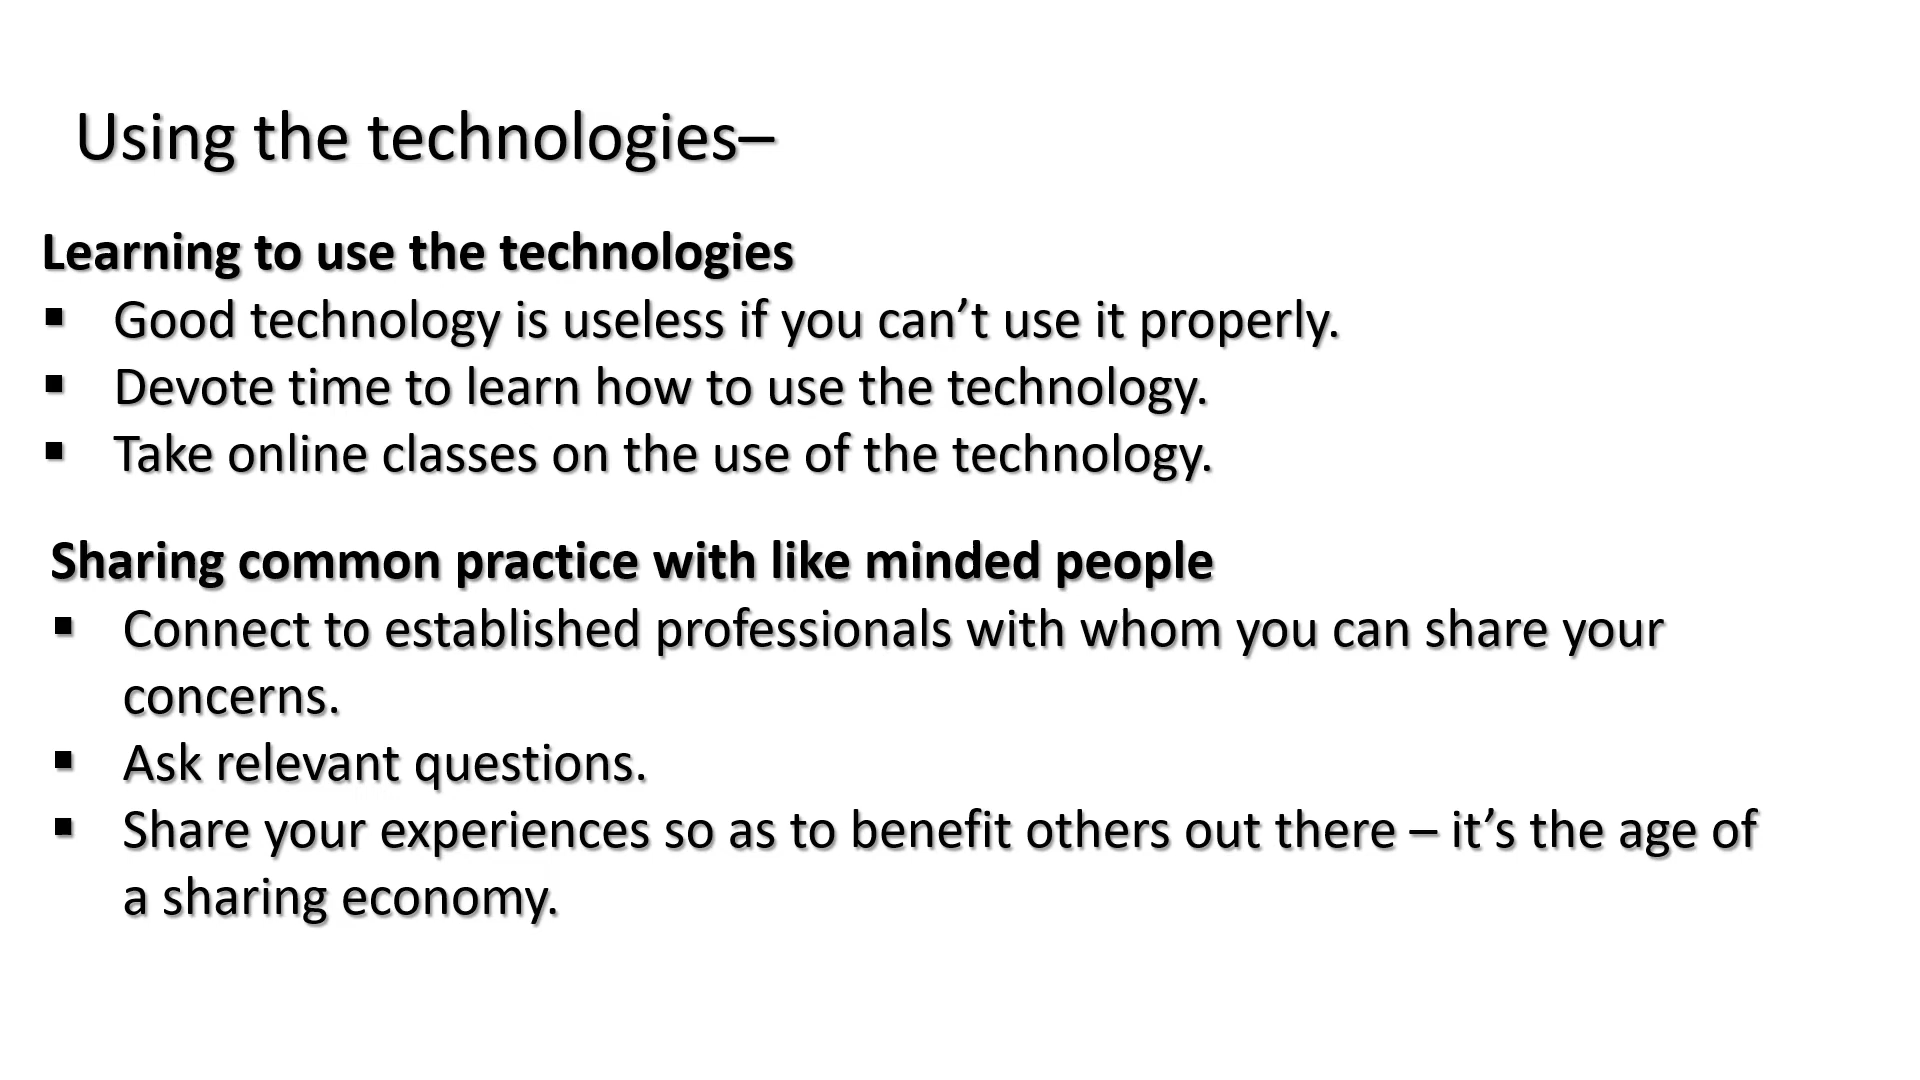 Using the technologies–
Learning to use the technologies
▪ Good technology is useless if you can’t use it properly.
▪ Devote time to learn how to use the technology.
▪ Take online classes on the use of the technology.
Sharing common practice with like minded people
▪ Connect to established professionals with whom you can share your
concerns.
▪ Ask relevant questions.
▪ Share your experiences so as to benefit others out there – it’s the age of
a sharing economy.